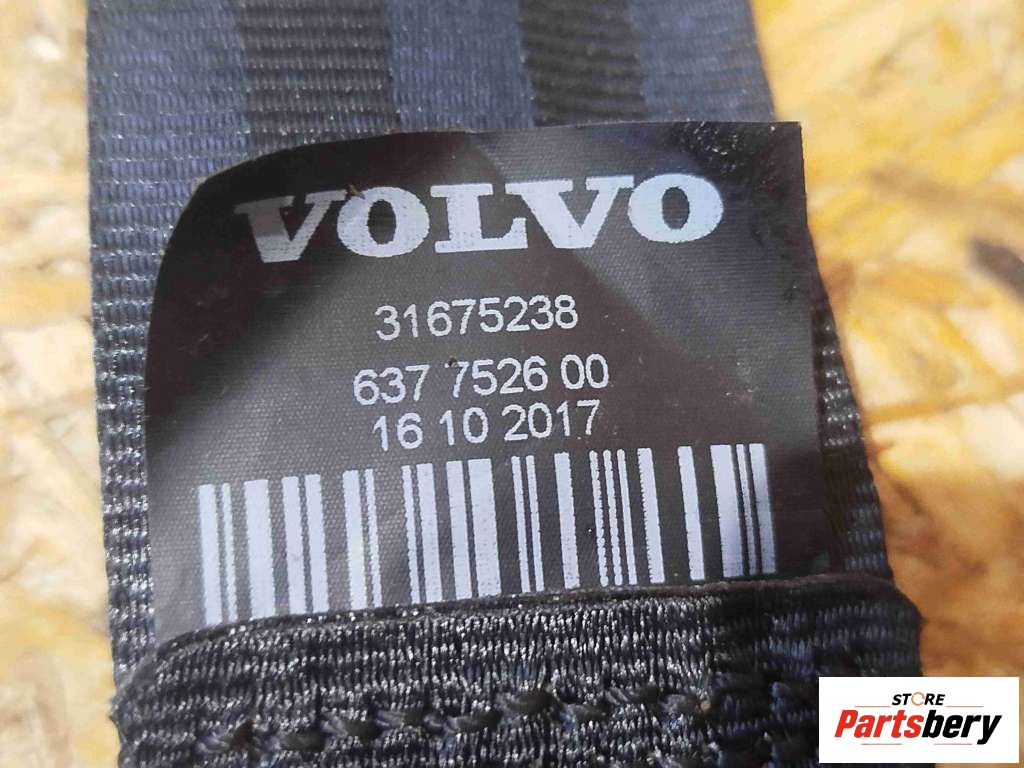 VOLVO
31675238
637 7526 00
16 10 2017
STORE
Partsbery